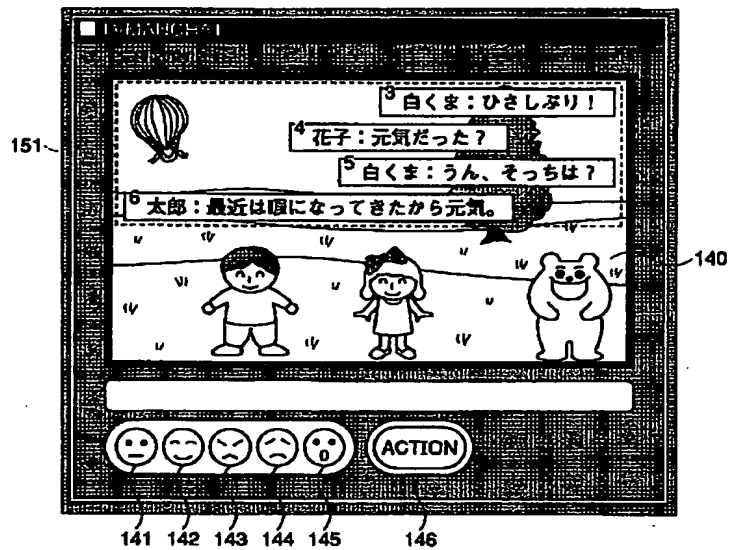 3 白くま：ひさしぶり！
4 花子：元気だった？
151
5 白くま：うん、そっちは？
6 太郎：最近は暇になってきたから元気。
140
ACTION
141 142 143 144 145 146